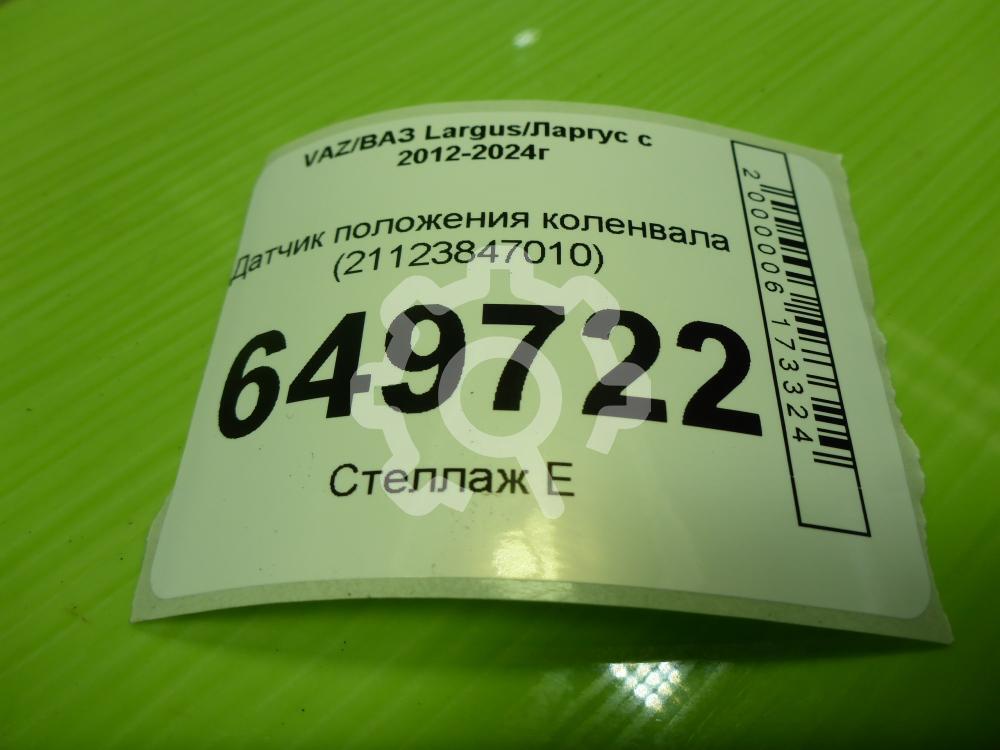 VAZ/ВАЗ Largus/Ларгус с
2012-2024г
Датчик положения коленвала
(21123847010)
649722
Стеллаж Е
2000006173324